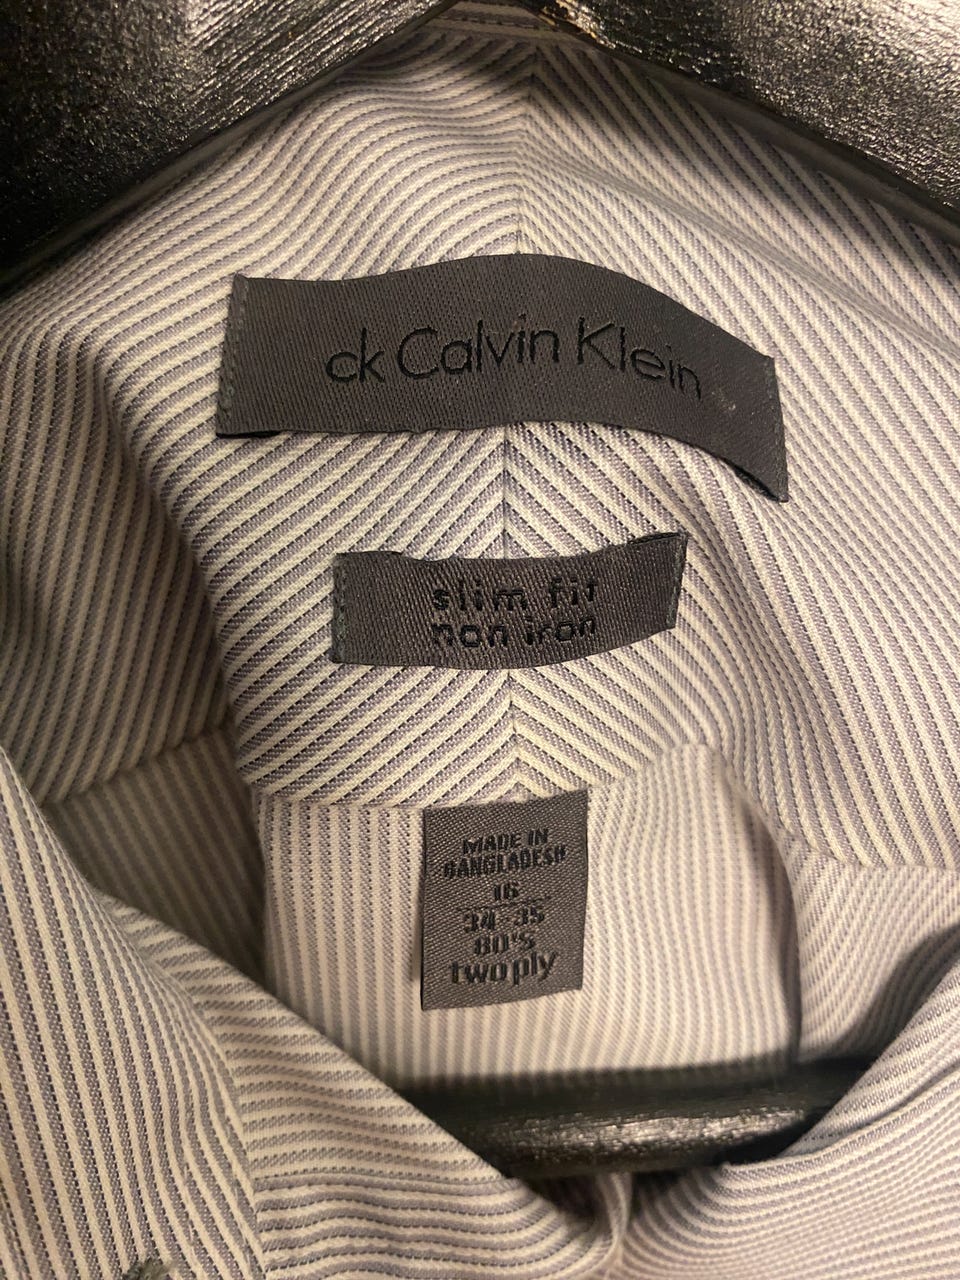 ck Calvin Klein
slim fit
non iron
MADE IN
BANGLADESH
16
34-35
80's
two ply